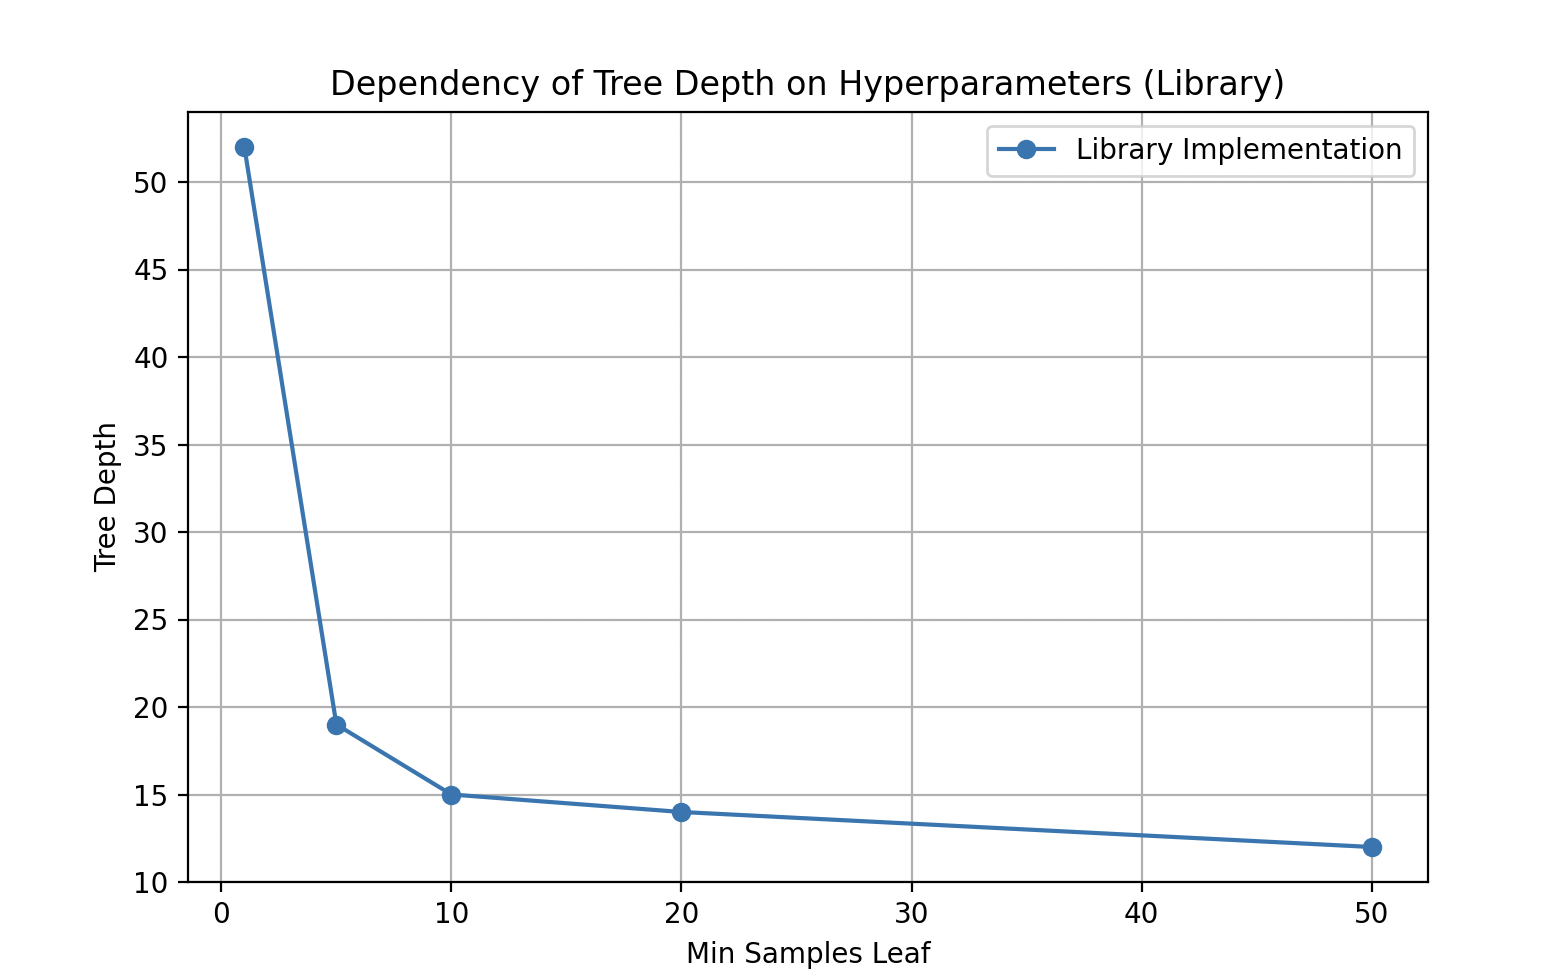 Dependency of Tree Depth on Hyperparameters (Library)
Library Implementation
50
45
40
35
30
25
20
15
10
Tree Depth
0 10 20 30 40 50
Min Samples Leaf